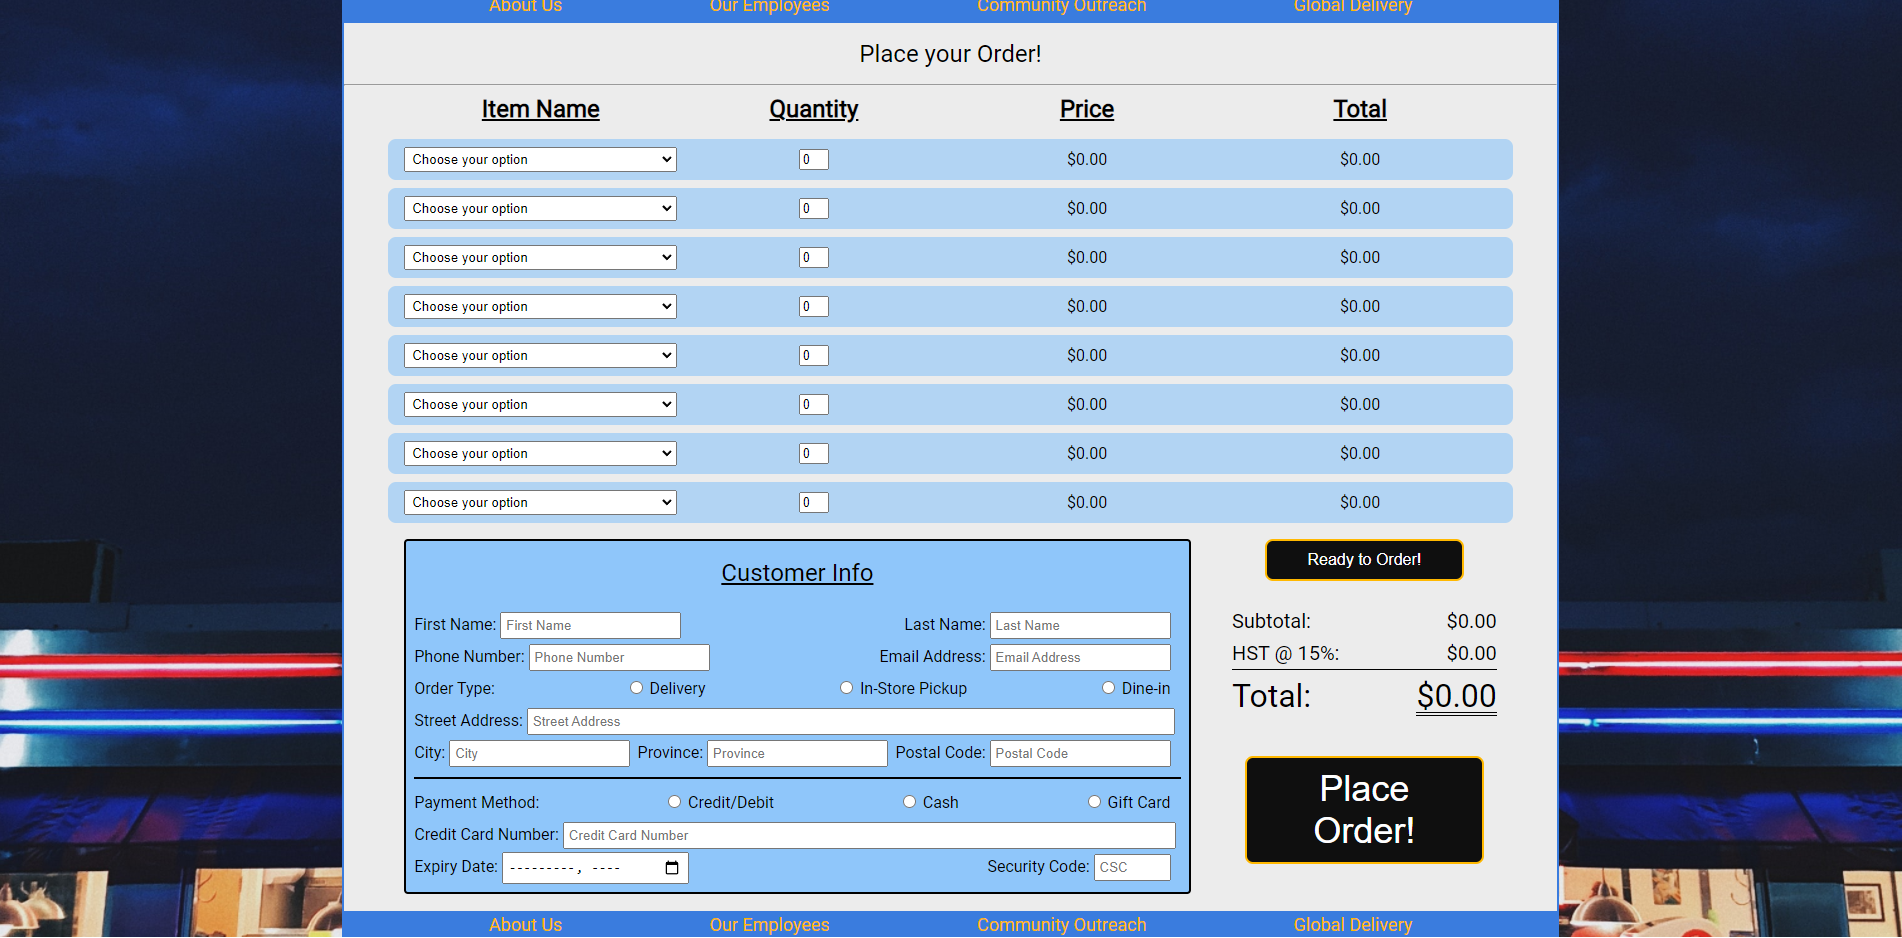 About Us Our Employees Community Outreach Global Delivery
Place your Order!
Item Name Quantity Price Total
Choose your option 0 $0.00 $0.00
Choose your option 0 $0.00 $0.00
Choose your option 0 $0.00 $0.00
Choose your option 0 $0.00 $0.00
Choose your option 0 $0.00 $0.00
Choose your option 0 $0.00 $0.00
Choose your option 0 $0.00 $0.00
Choose your option 0 $0.00 $0.00
Customer Info
First Name: First Name Last Name: Last Name
Phone Number: Phone Number Email Address: Email Address
Order Type: Delivery In-Store Pickup Dine-in
Street Address: Street Address
City: City Province: Province Postal Code: Postal Code
Payment Method: Credit/Debit Cash Gift Card
Credit Card Number: Credit Card Number
Expiry Date: ---------, ---- Security Code: CSC
Ready to Order!
Subtotal: $0.00
HST @ 15%: $0.00
Total: $0.00
Place
Order!
About Us Our Employees Community Outreach Global Delivery